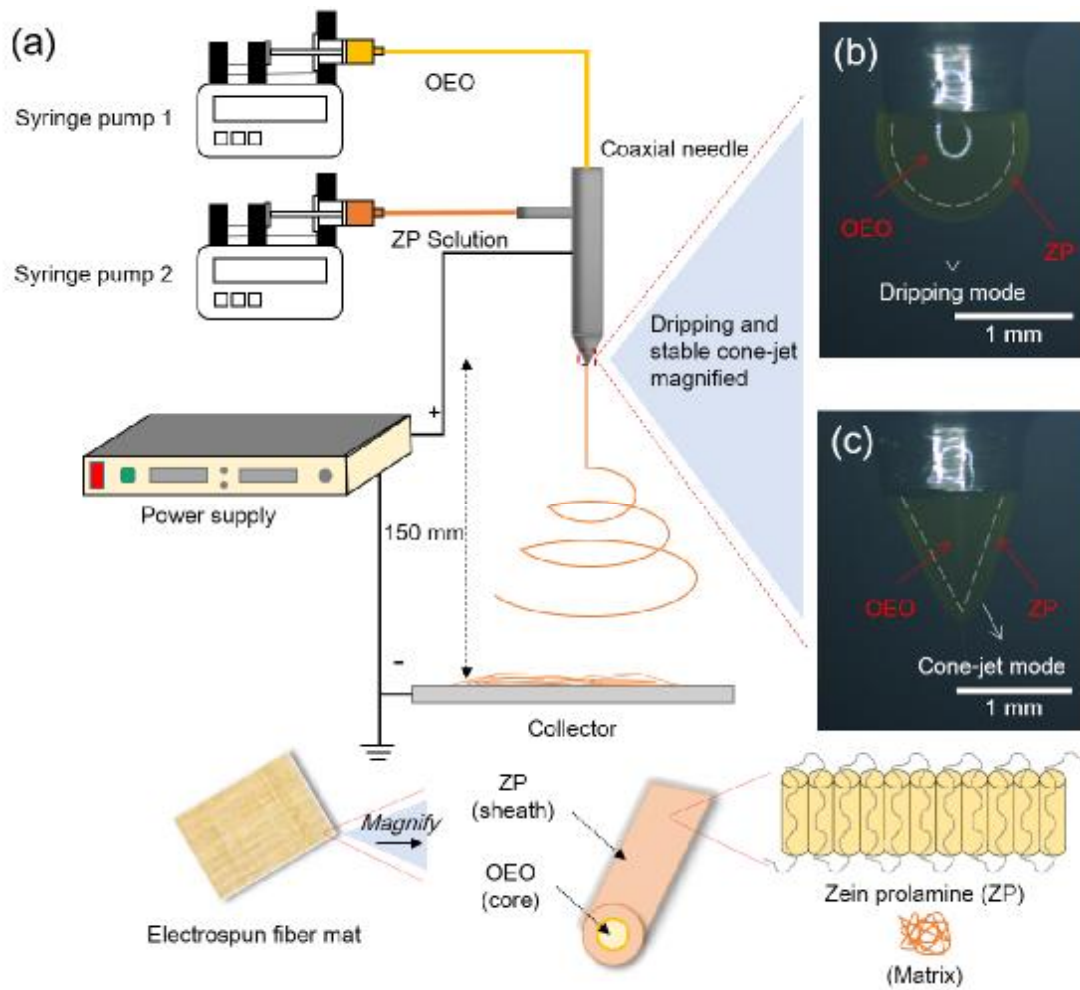 (a)
OEO
Syringe pump 1
Coaxial needle
ZP Solution
Syringe pump 2
Dripping and
stable cone-jet
magnified
+
Power supply
150 mm
-
Collector
(b)
OEO
ZP
Dripping mode
1 mm
(c)
OEO
ZP
Cone-jet mode
1 mm
Magnify
Electrospun fiber mat
ZP
(sheath)
OEO
(core)
Zein prolamine (ZP)
(Matrix)